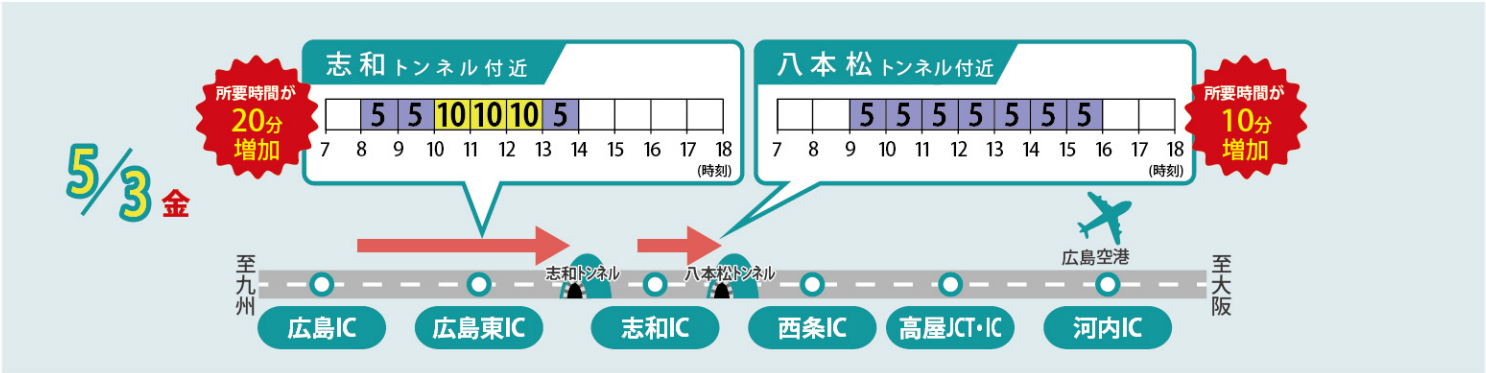 5/3金
所要時間が
20分
増加
志和トンネル付近
5 5 10 10 10 5
7 8 9 10 11 12 13 14 15 16 17 18
(時刻)
八本松トンネル付近
5 5 5 5 5 5 5
7 8 9 10 11 12 13 14 15 16 17 18
(時刻)
所要時間が
10分
増加
広島空港
至九州
志和トンネル
八本松トンネル
至大阪
広島IC
広島東IC
志和IC
西条IC
高屋JCT・IC
河内IC